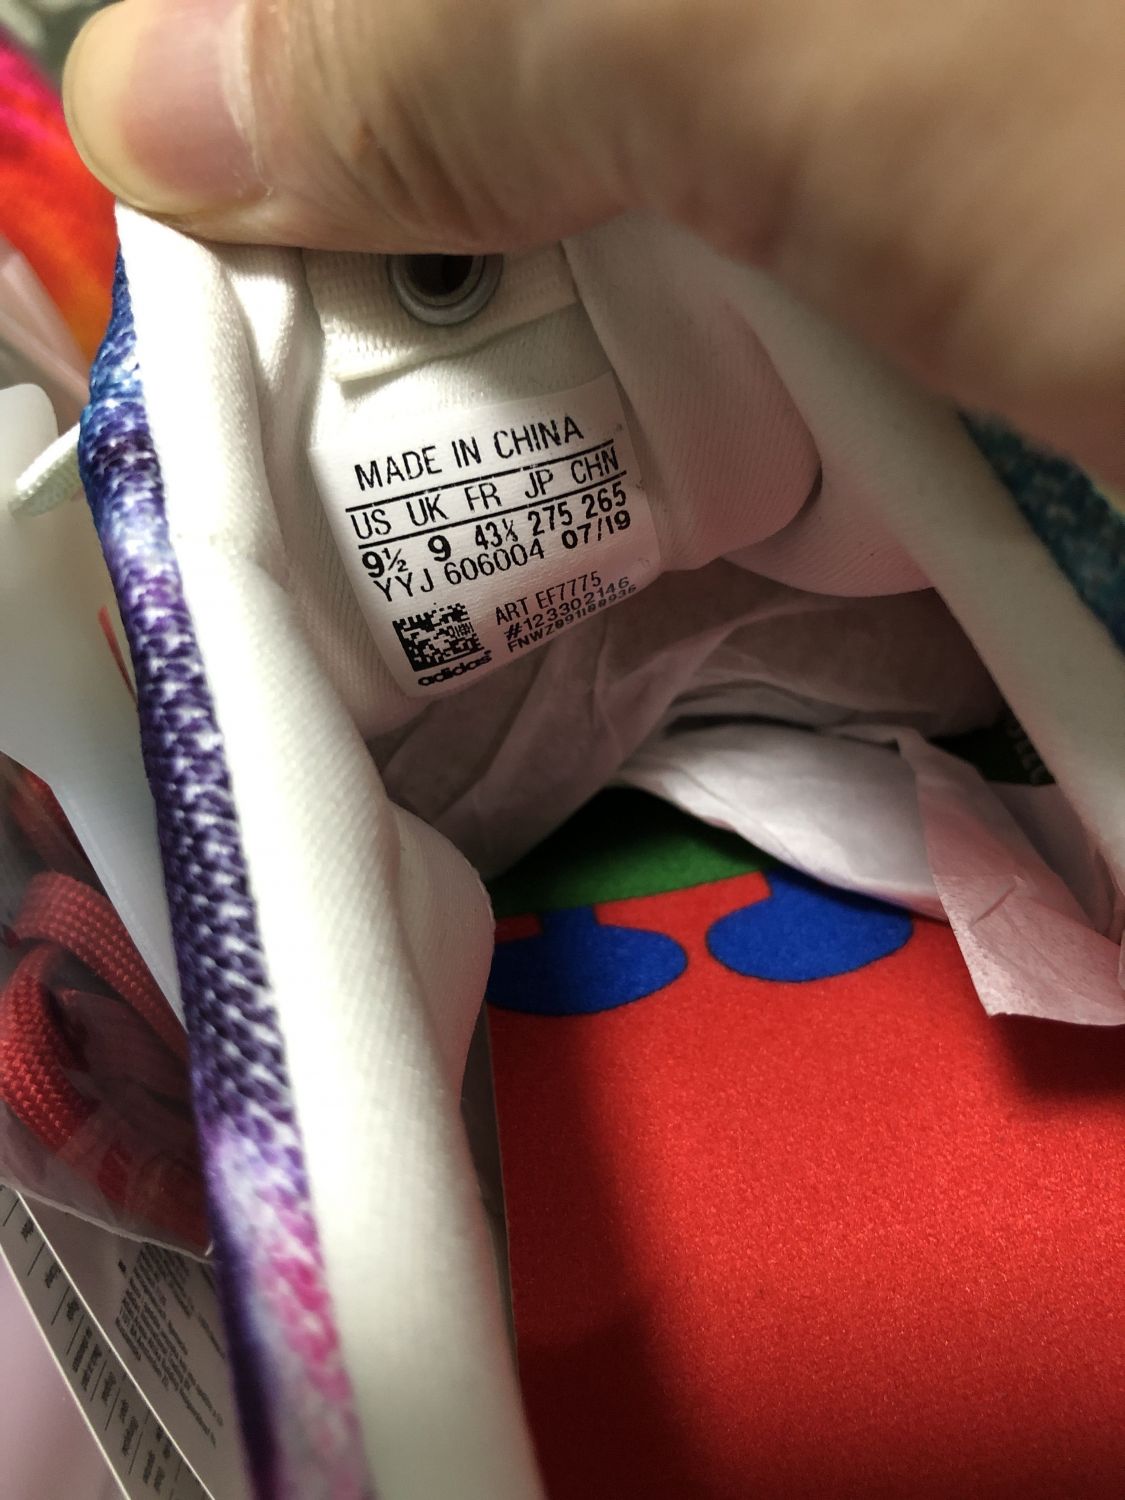 MADE IN CHINA
US UK FR JP CHN
9½ 9 43⅓ 275 265
YYJ 606004 07/19
ART EF7775
#123302146
adidas